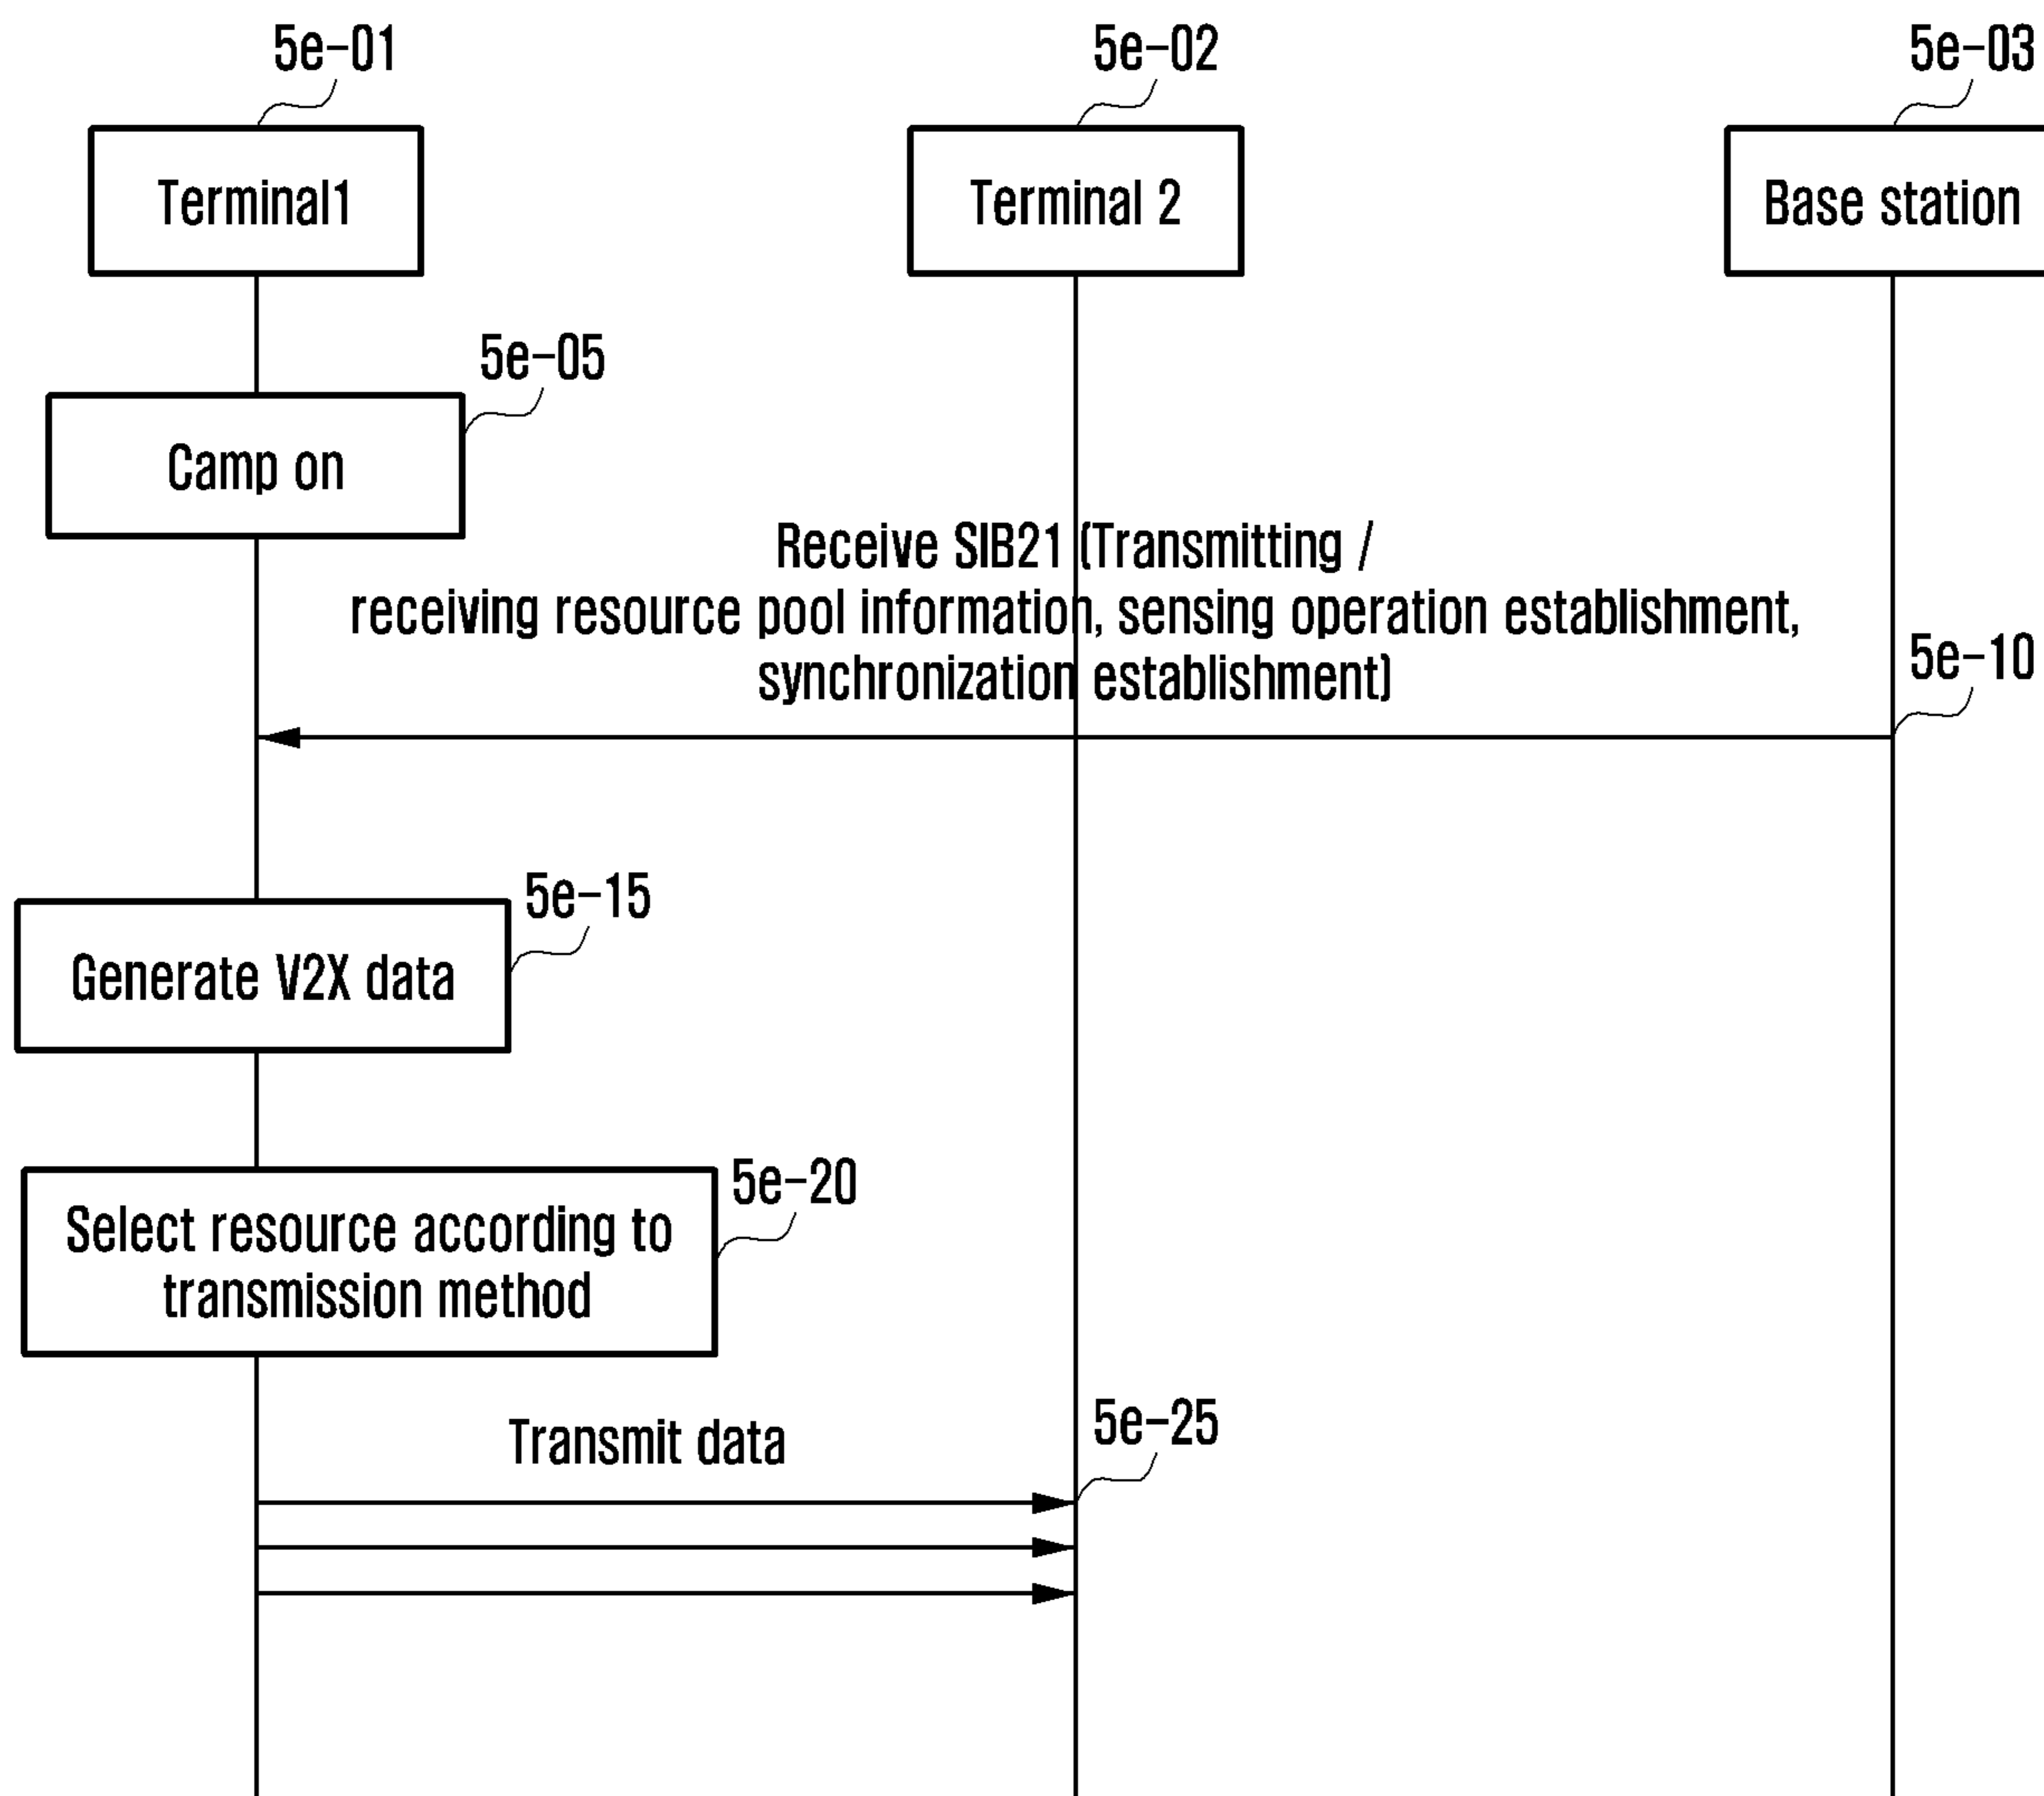 5e-01
5e-02
5e-03
Terminal1
Terminal 2
Base station
5e-05
Camp on
Receive SIB21 (Transmitting /
receiving resource pool information, sensing operation establishment,
synchronization establishment)
5e-10
5e-15
Generate V2X data
5e-20
Select resource according to
transmission method
5e-25
Transmit data